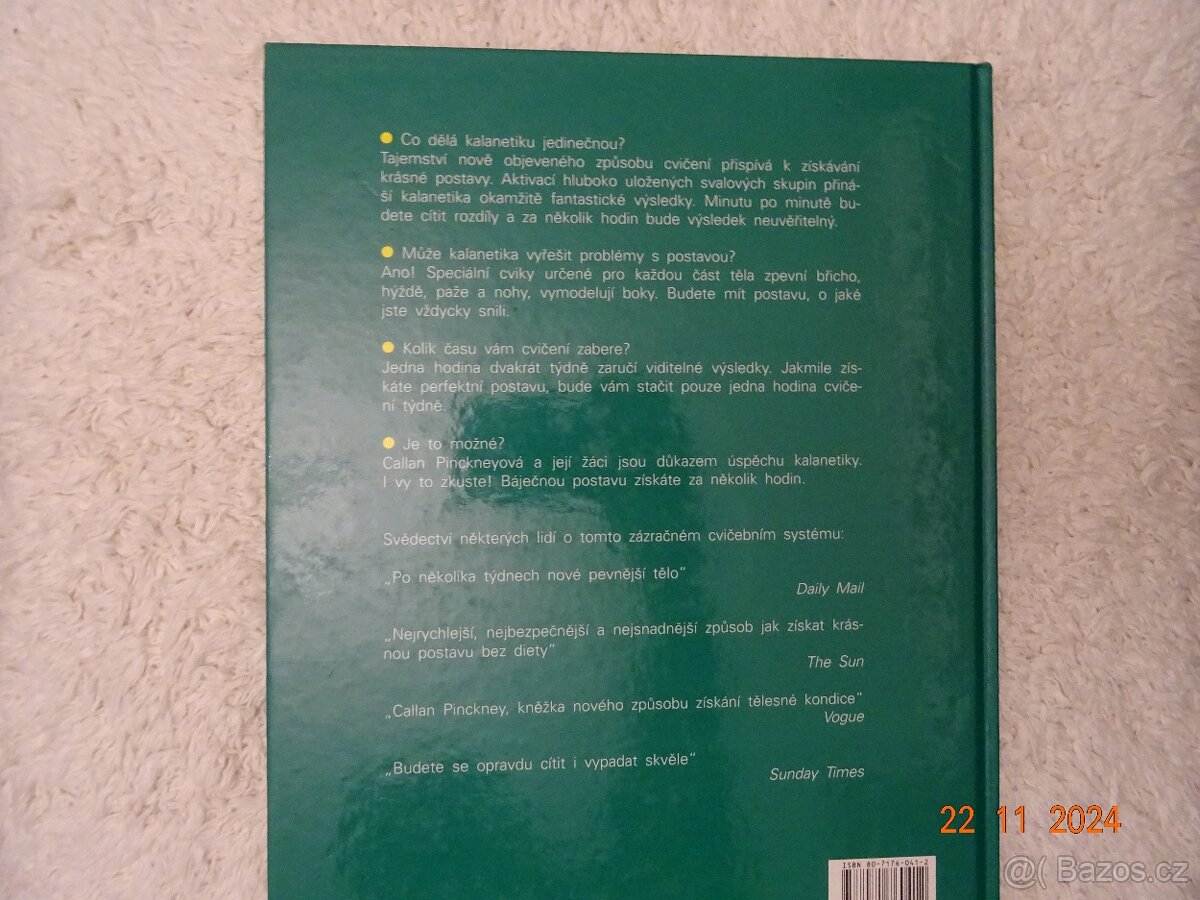 Co dělá kalanetiku jedinečnou?
Tajemství nově objeveného způsobu cvičení přispívá k získávání
krásné postavy. Aktivací hluboko uložených svalových skupin přiná-
ší kalanetika okamžitě fantastické výsledky. Minutu po minutě bu-
dete cítit rozdíly a za několik hodin bude výsledek neuvěřitelný.
Může kalanetika vyřešit problémy s postavou?
Ano! Speciální cviky určené pro každou část těla zpevní břicho,
hýždě, paže a nohy, vymodelují boky. Budete mít postavu, o jaké
jste vždycky snili.
Kolik času vám cvičení zabere?
Jedna hodina dvakrát týdně zaručí viditelné výsledky. Jakmile zís-
káte perfektní postavu, bude vám stačit pouze jedna hodina cviče-
ní týdně.
Je to možné?
Callan Pinckneyová a její žáci jsou důkazem úspěchu kalanetiky.
I vy to zkuste! Báječnou postavu získáte za několik hodin.
Svědectví některých lidí o tomto zázračném cvičebním systému:
„Po několika týdnech nové pevnější tělo"
Daily Mail
„Nejrychlejší, nejbezpečnější a nejsnadnější způsob jak získat krás-
nou postavu bez diety"
The Sun
„Callan Pinckney, kněžka nového způsobu získání tělesné kondice"
Vogue
„Budete se opravdu cítit i vypadat skvěle"
Sunday Times
22 11 2024
ISBN 80-7176-041-2
@( Bazos.cz